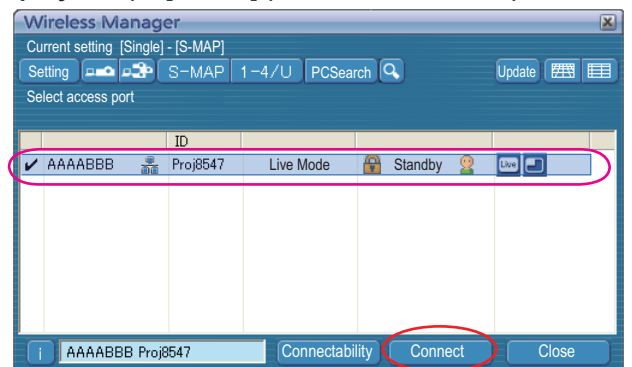 Wireless Manager
Current setting [Single] - [S-MAP]
Setting S-MAP 1-4/U PCSearch Update
Select access port
ID
AAAABBB Proj8547 Live Mode Standby Live
i AAAABBB Proj8547 Connectability Connect Close